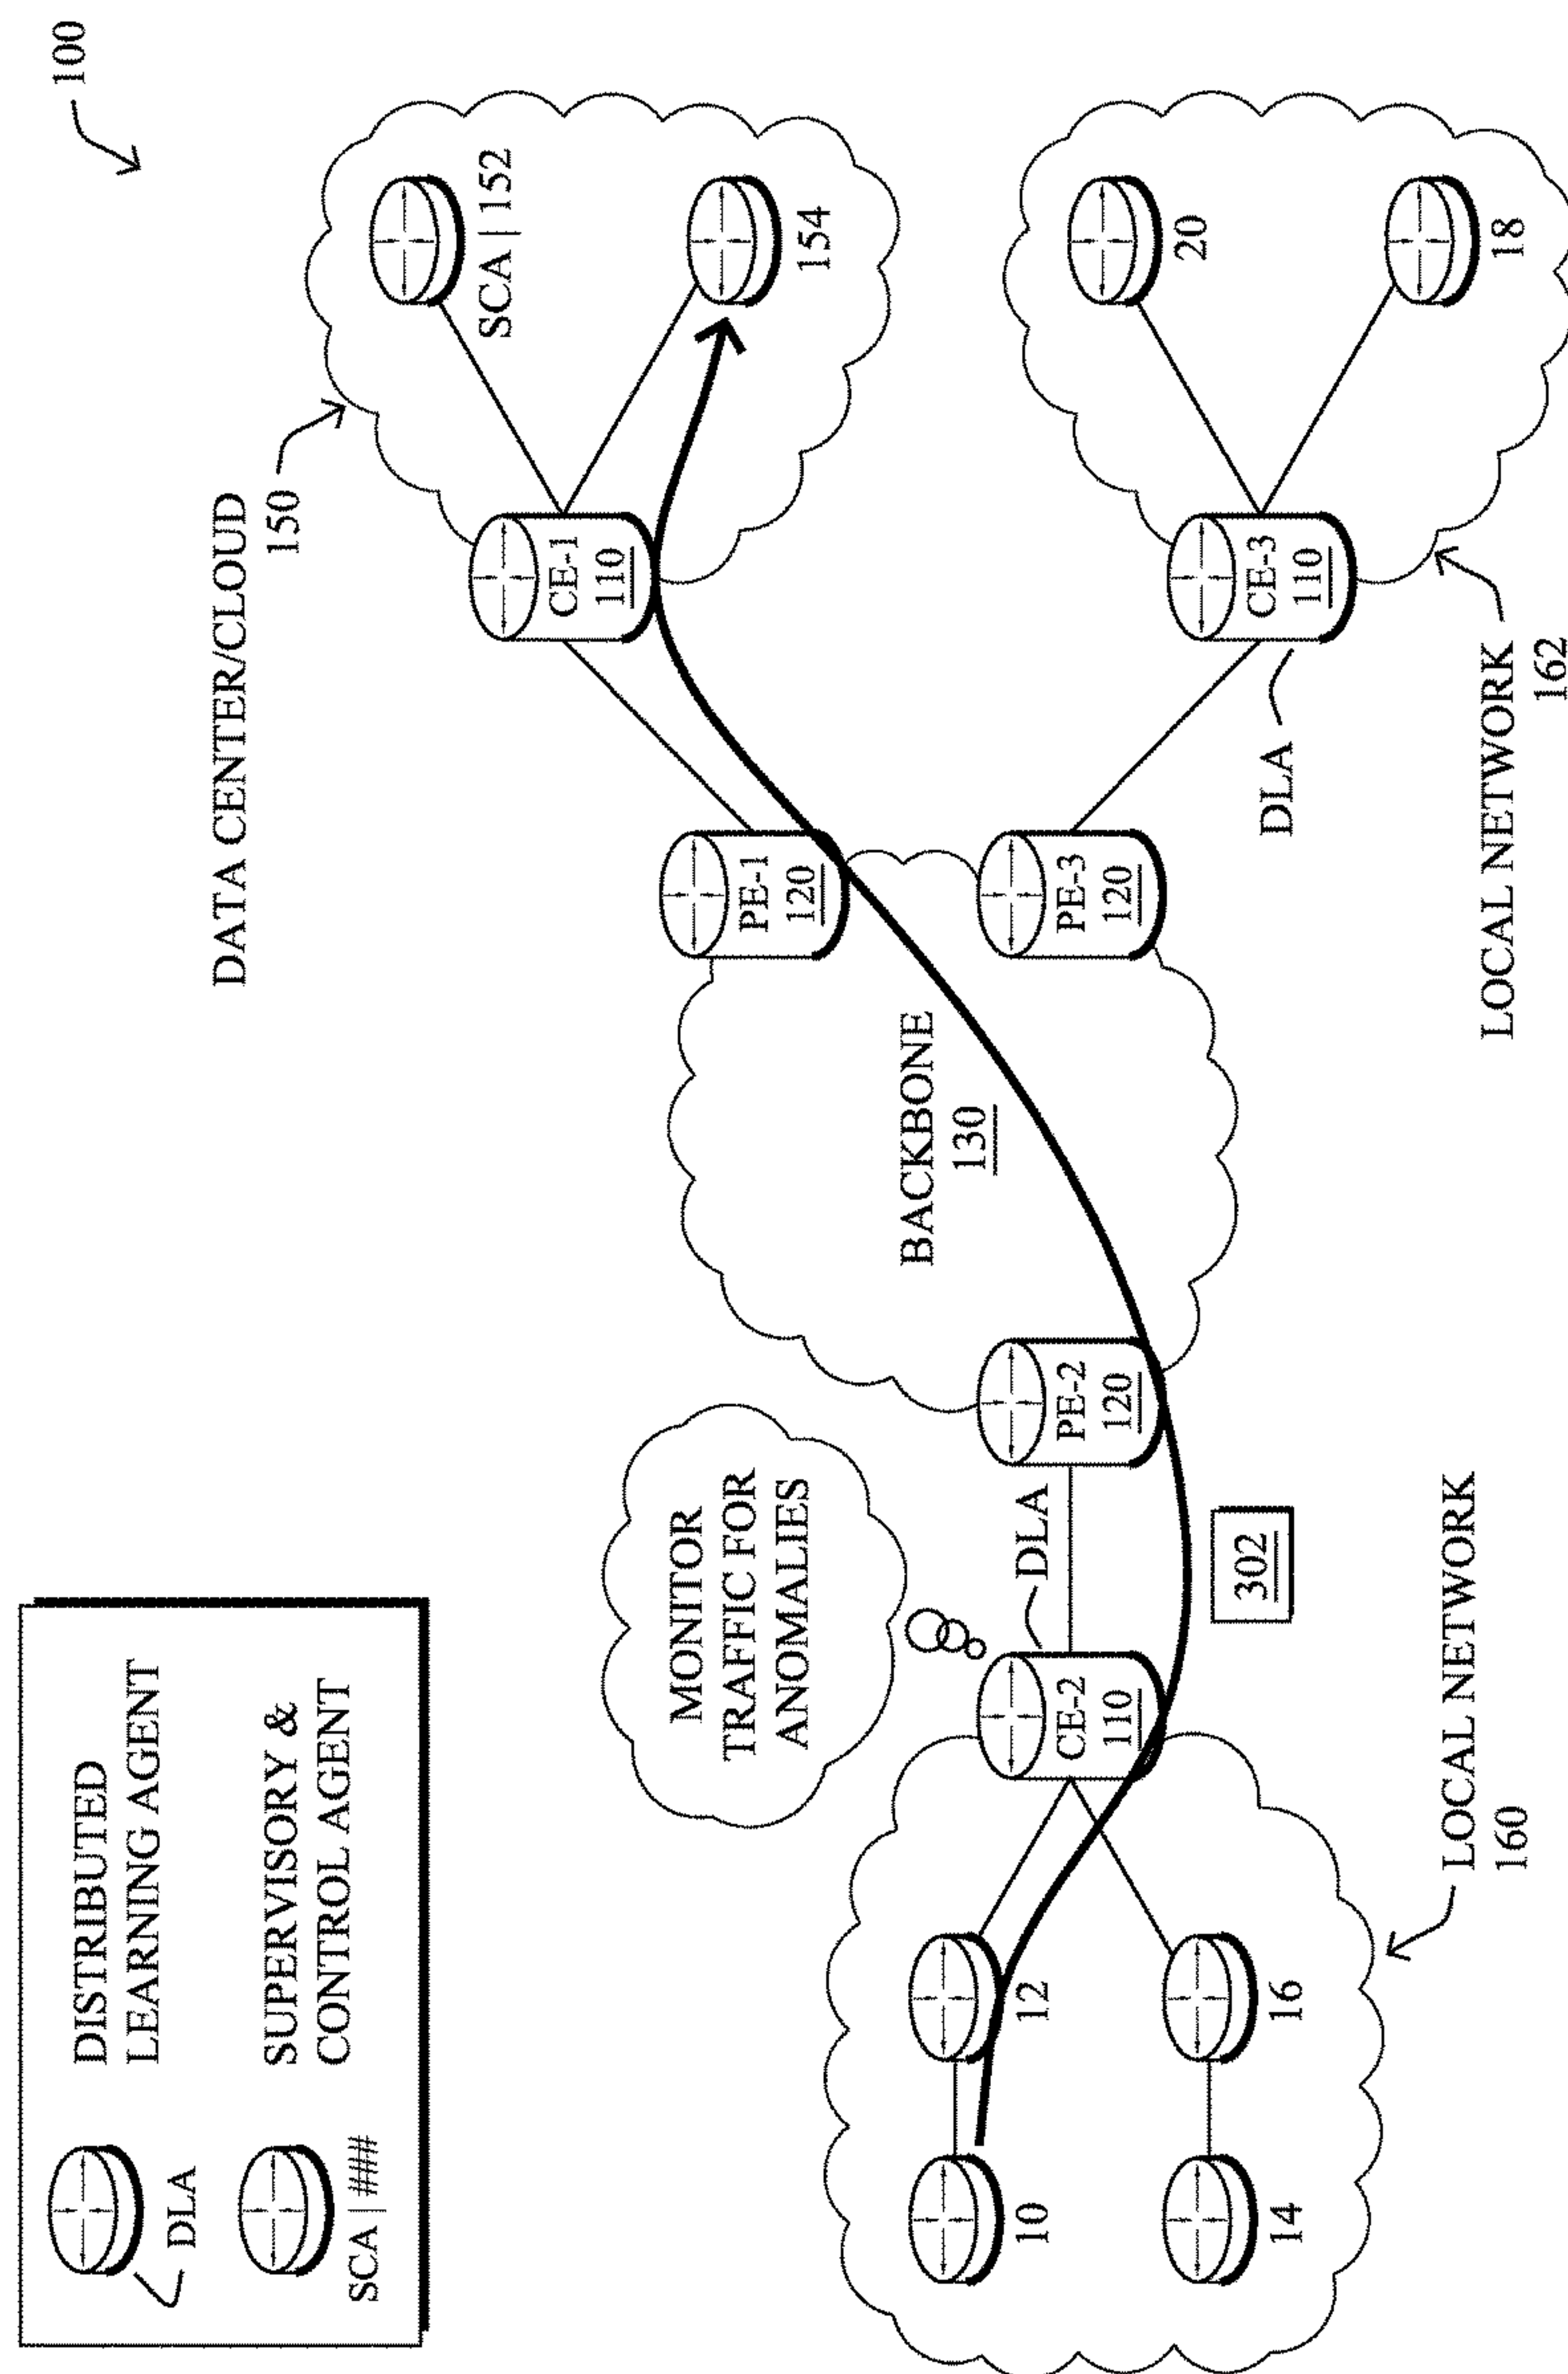 100
DISTRIBUTED
LEARNING AGENT
DLA
SUPERVISORY &
CONTROL AGENT
SCA | ###
DATA CENTER/CLOUD
150
SCA | 152
154
CE-1
110
PE-1
120
MONITOR
TRAFFIC FOR
ANOMALIES
BACKBONE
130
DLA
10
12
14
16
CE-2
110
PE-2
120
PE-3
120
CE-3
110
DLA
20
18
302
LOCAL NETWORK
160
LOCAL NETWORK
162